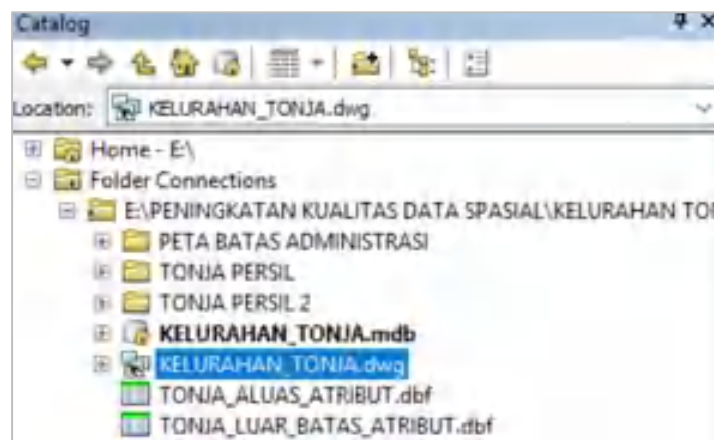 Catalog
Location: KELURAHAN_TONJA.dwg
Home - E:\
Folder Connections
E:\PENINGKATAN KUALITAS DATA SPASIAL\KELURAHAN TON
PETA BATAS ADMINISTRASI
TONJA PERSIL
TONJA PERSIL 2
KELURAHAN_TONJA.mdb
KELURAHAN_TONJA.dwg
TONJA_ALUAS_ATRIBUT.dbf
TONJA_LUAR_BATAS_ATRIBUT.dbf